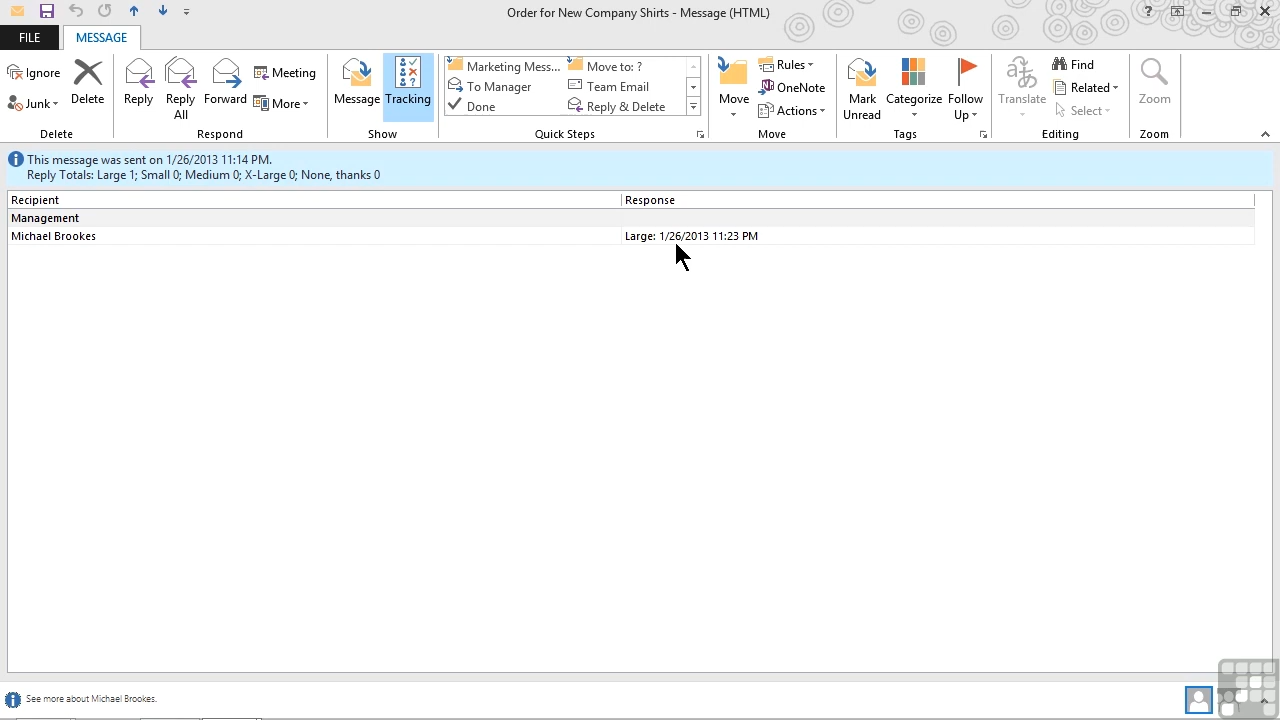 Order for New Company Shirts - Message (HTML)
?
FILE MESSAGE
Ignore
Junk
Delete
Delete
Reply
Reply All
Forward
Meeting
More
Respond
Message
Tracking
Show
Marketing Mess... Move to: ?
To Manager Team Email
Done Reply & Delete
Quick Steps
Move
Rules
OneNote
Actions
Move
Mark Unread
Categorize
Follow Up
Tags
Translate
Find
Related
Select
Editing
Zoom
Zoom
This message was sent on 1/26/2013 11:14 PM.
Reply Totals: Large 1; Small 0; Medium 0; X-Large 0; None, thanks 0
Recipient Response
Management
Michael Brookes Large: 1/26/2013 11:23 PM
See more about Michael Brookes.